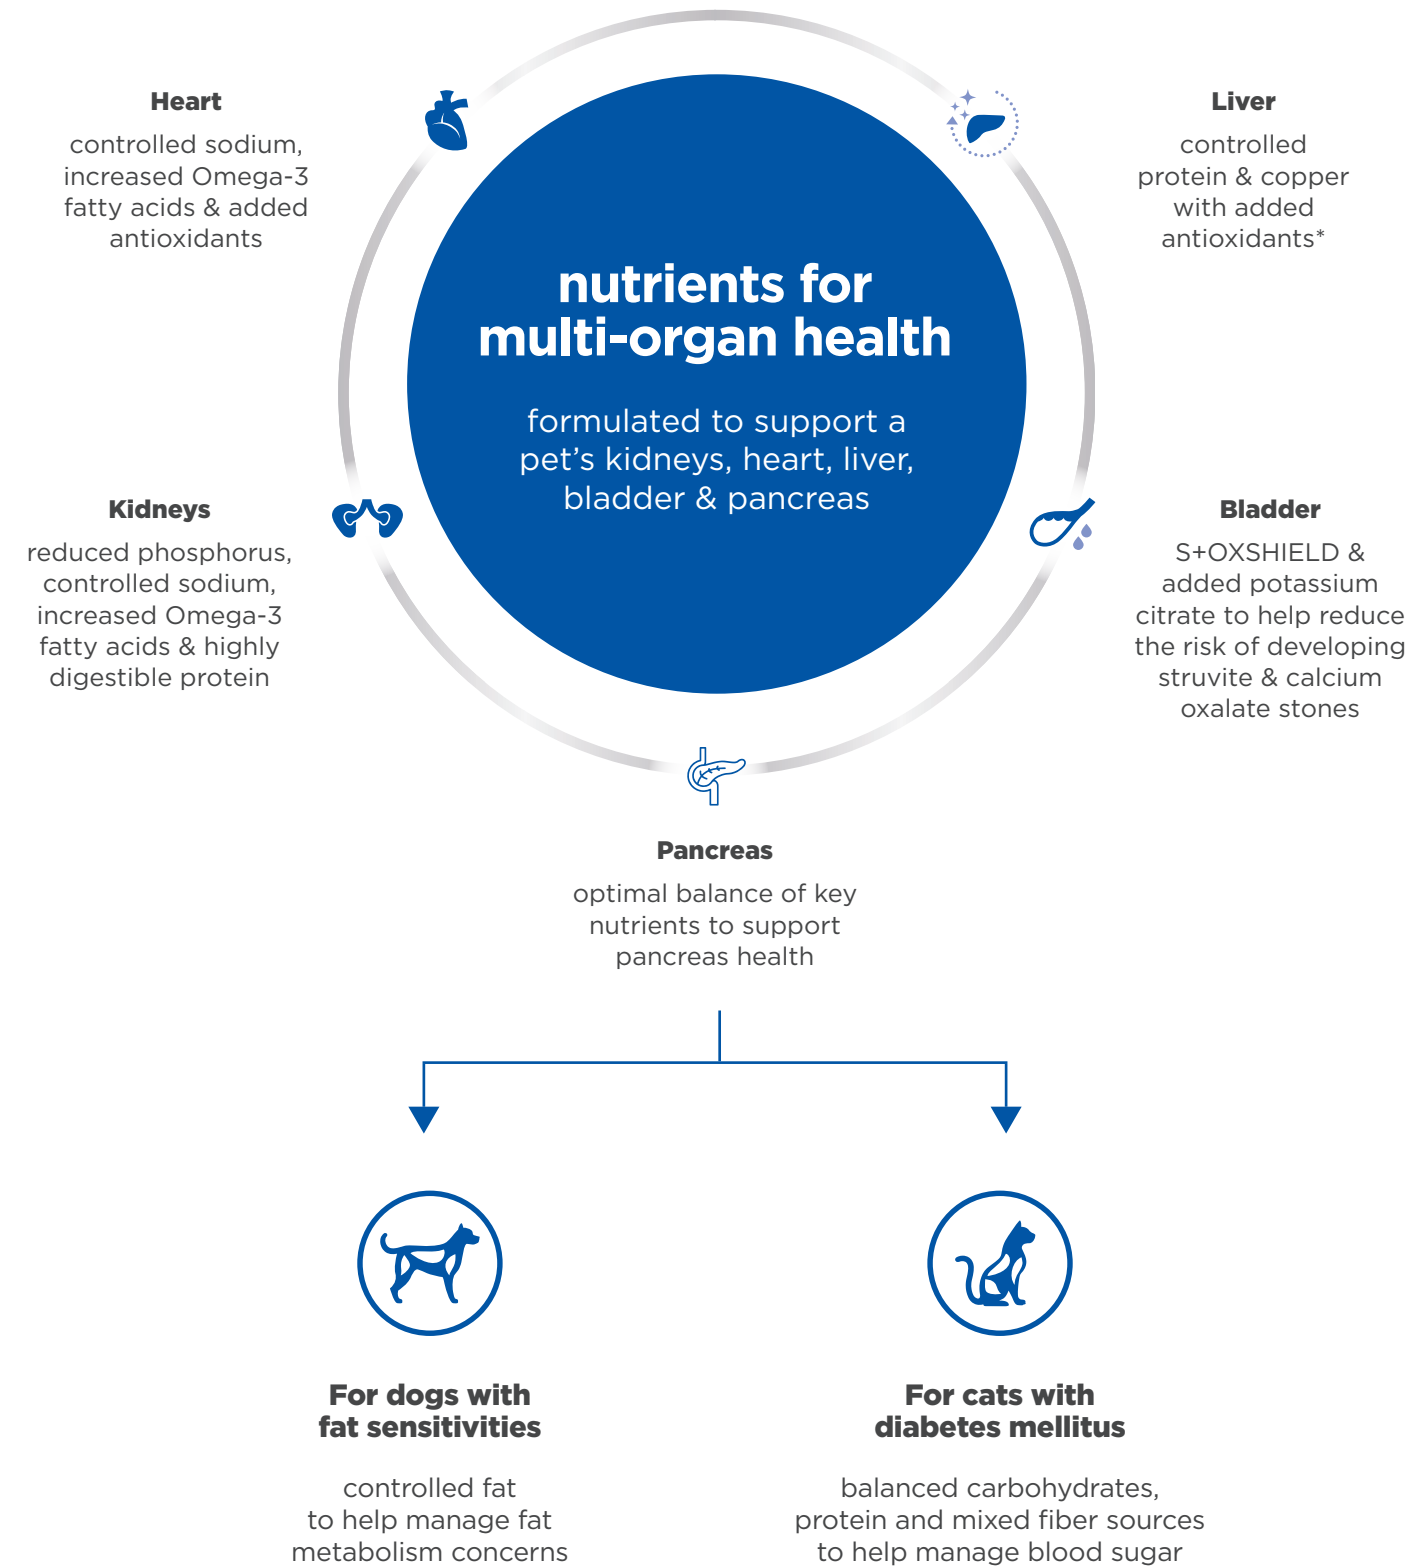 nutrients for
multi-organ health
formulated to support a
pet's kidneys, heart, liver,
bladder & pancreas
Heart
controlled sodium,
increased Omega-3
fatty acids & added
antioxidants
Liver
controlled
protein & copper
with added
antioxidants*
Kidneys
reduced phosphorus,
controlled sodium,
increased Omega-3
fatty acids & highly
digestible protein
Bladder
S+OXSHIELD &
added potassium
citrate to help reduce
the risk of developing
struvite & calcium
oxalate stones
Pancreas
optimal balance of key
nutrients to support
pancreas health
For dogs with
fat sensitivities
controlled fat
to help manage fat
metabolism concerns
For cats with
diabetes mellitus
balanced carbohydrates,
protein and mixed fiber sources
to help manage blood sugar